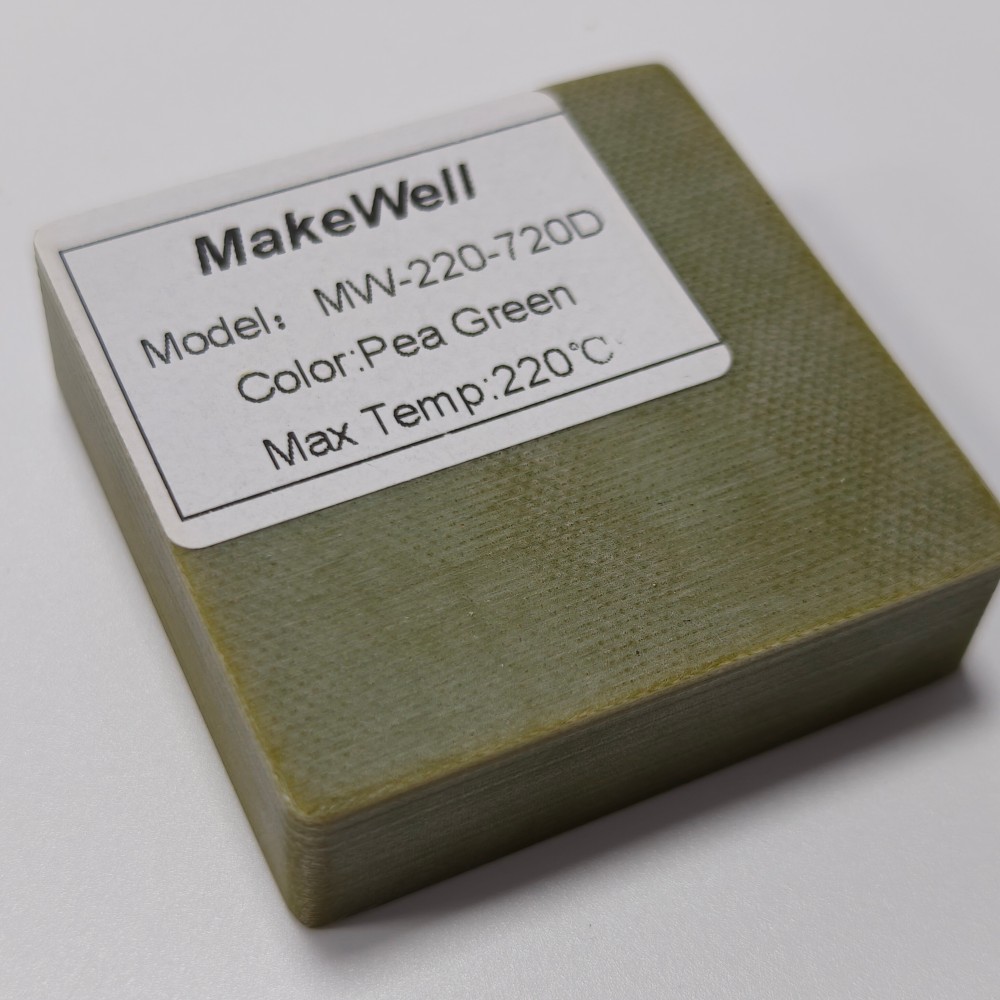 MakeWell
Model：MW-220-720D
Color:Pea Green
Max Temp:220℃